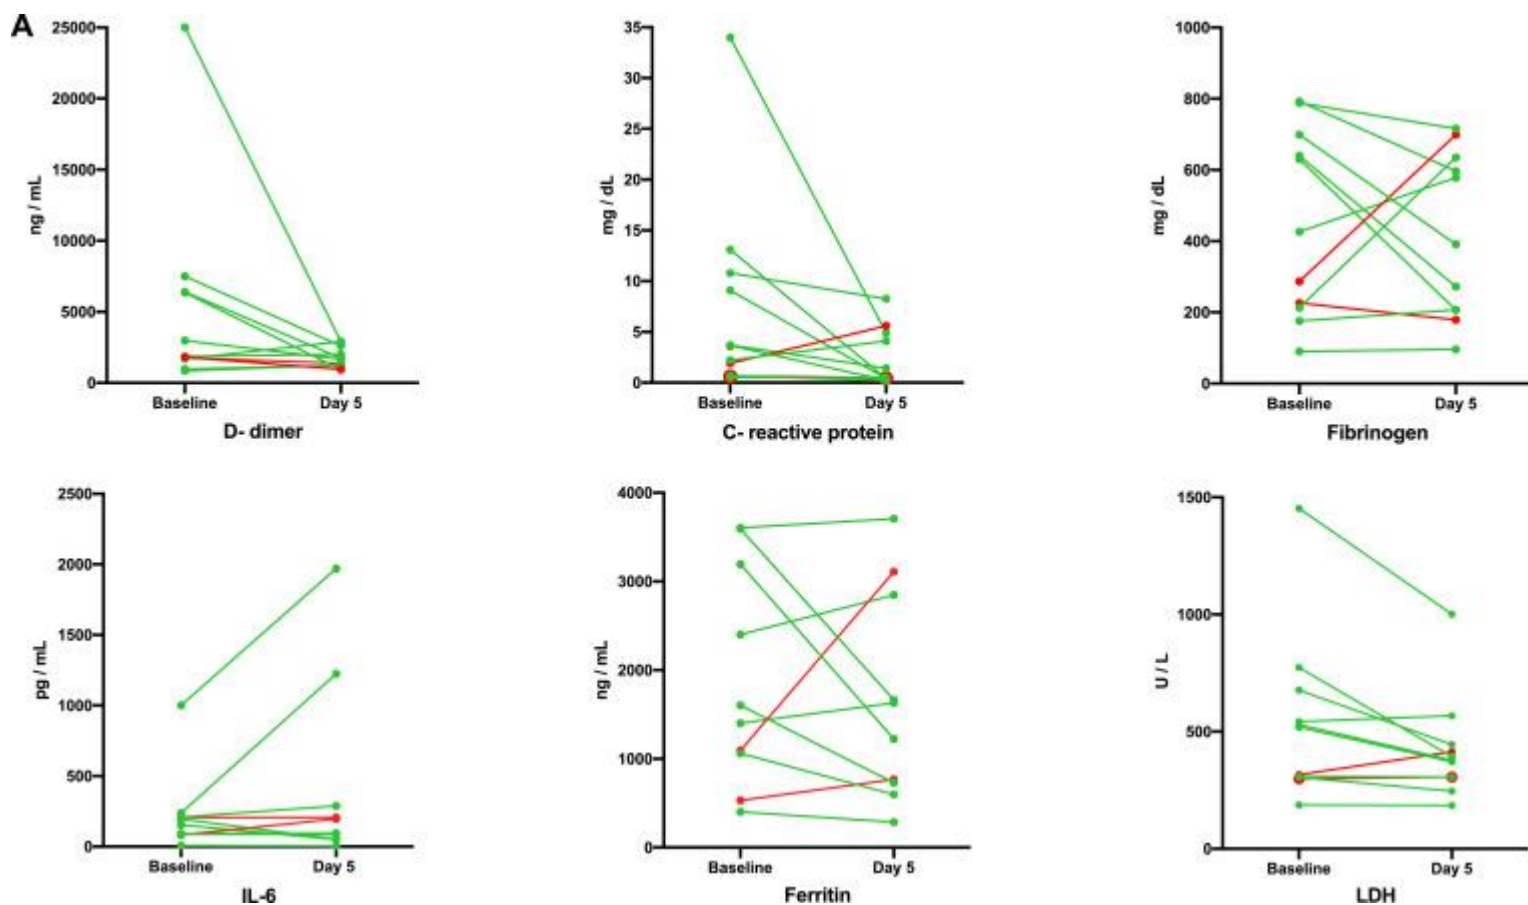 A
25000
20000
15000
10000
5000
0
ng / mL
Baseline Day 5
D- dimer
35
30
25
20
15
10
5
0
mg / dL
Baseline Day 5
C- reactive protein
1000
800
600
400
200
0
mg / dL
Baseline Day 5
Fibrinogen
2500
2000
1500
1000
500
0
pg / mL
Baseline Day 5
IL-6
4000
3000
2000
1000
0
ng / mL
Baseline Day 5
Ferritin
1500
1000
500
0
U / L
Baseline Day 5
LDH